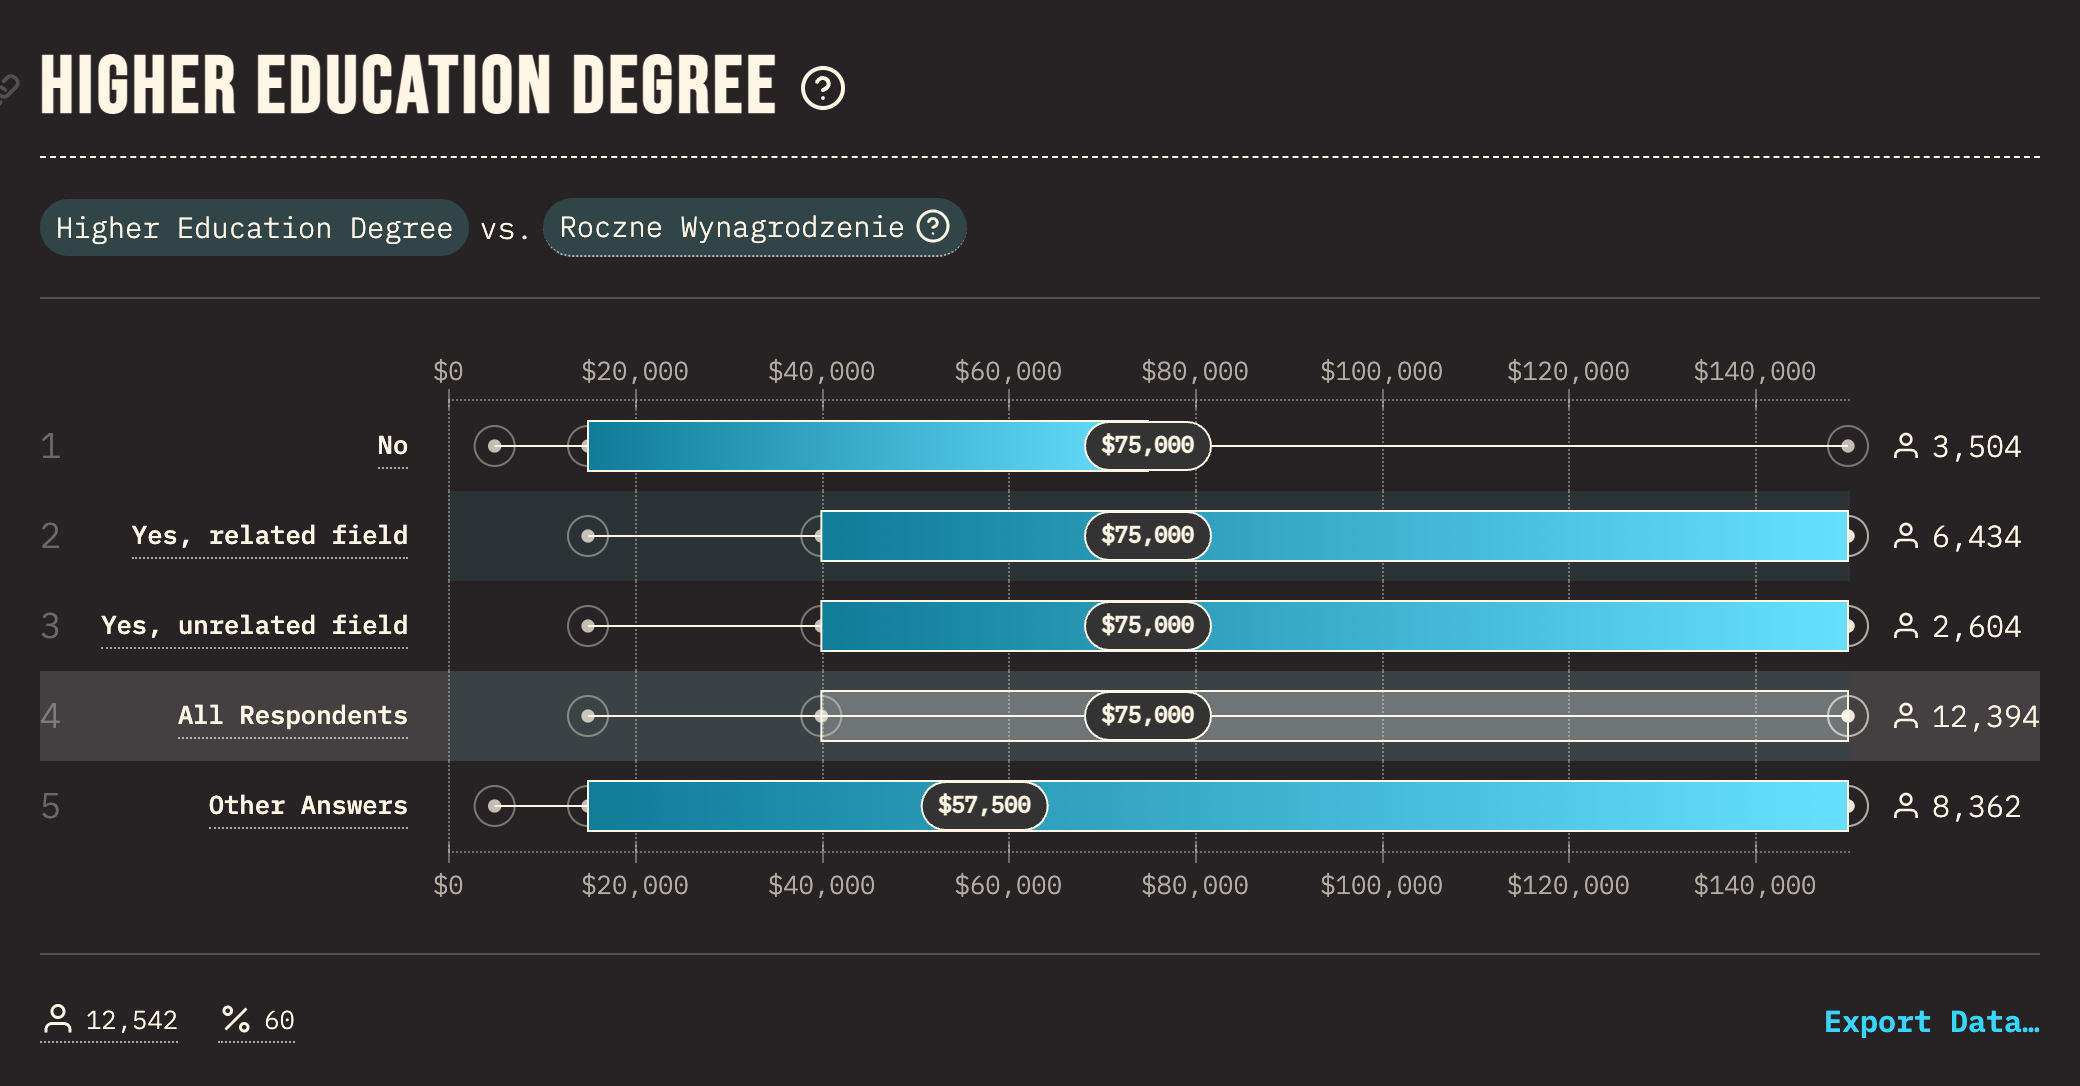 HIGHER EDUCATION DEGREE
Higher Education Degree vs. Roczne Wynagrodzenie
$0 $20,000 $40,000 $60,000 $80,000 $100,000 $120,000 $140,000
1 No $75,000 3,504
2 Yes, related field $75,000 6,434
3 Yes, unrelated field $75,000 2,604
4 All Respondents $75,000 12,394
5 Other Answers $57,500 8,362
$0 $20,000 $40,000 $60,000 $80,000 $100,000 $120,000 $140,000
12,542 % 60 Export Data…